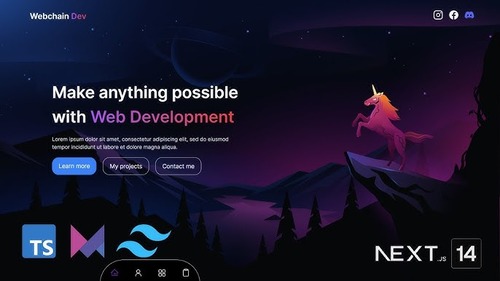 Webchain Dev
Make anything possible
with Web Development
Lorem ipsum dolor sit amet, consectetur adipiscing elit, sed do eiusmod
tempor incididunt ut labore et dolore magna aliqua.
Learn more
My projects
Contact me
TS
NEXT.JS 14